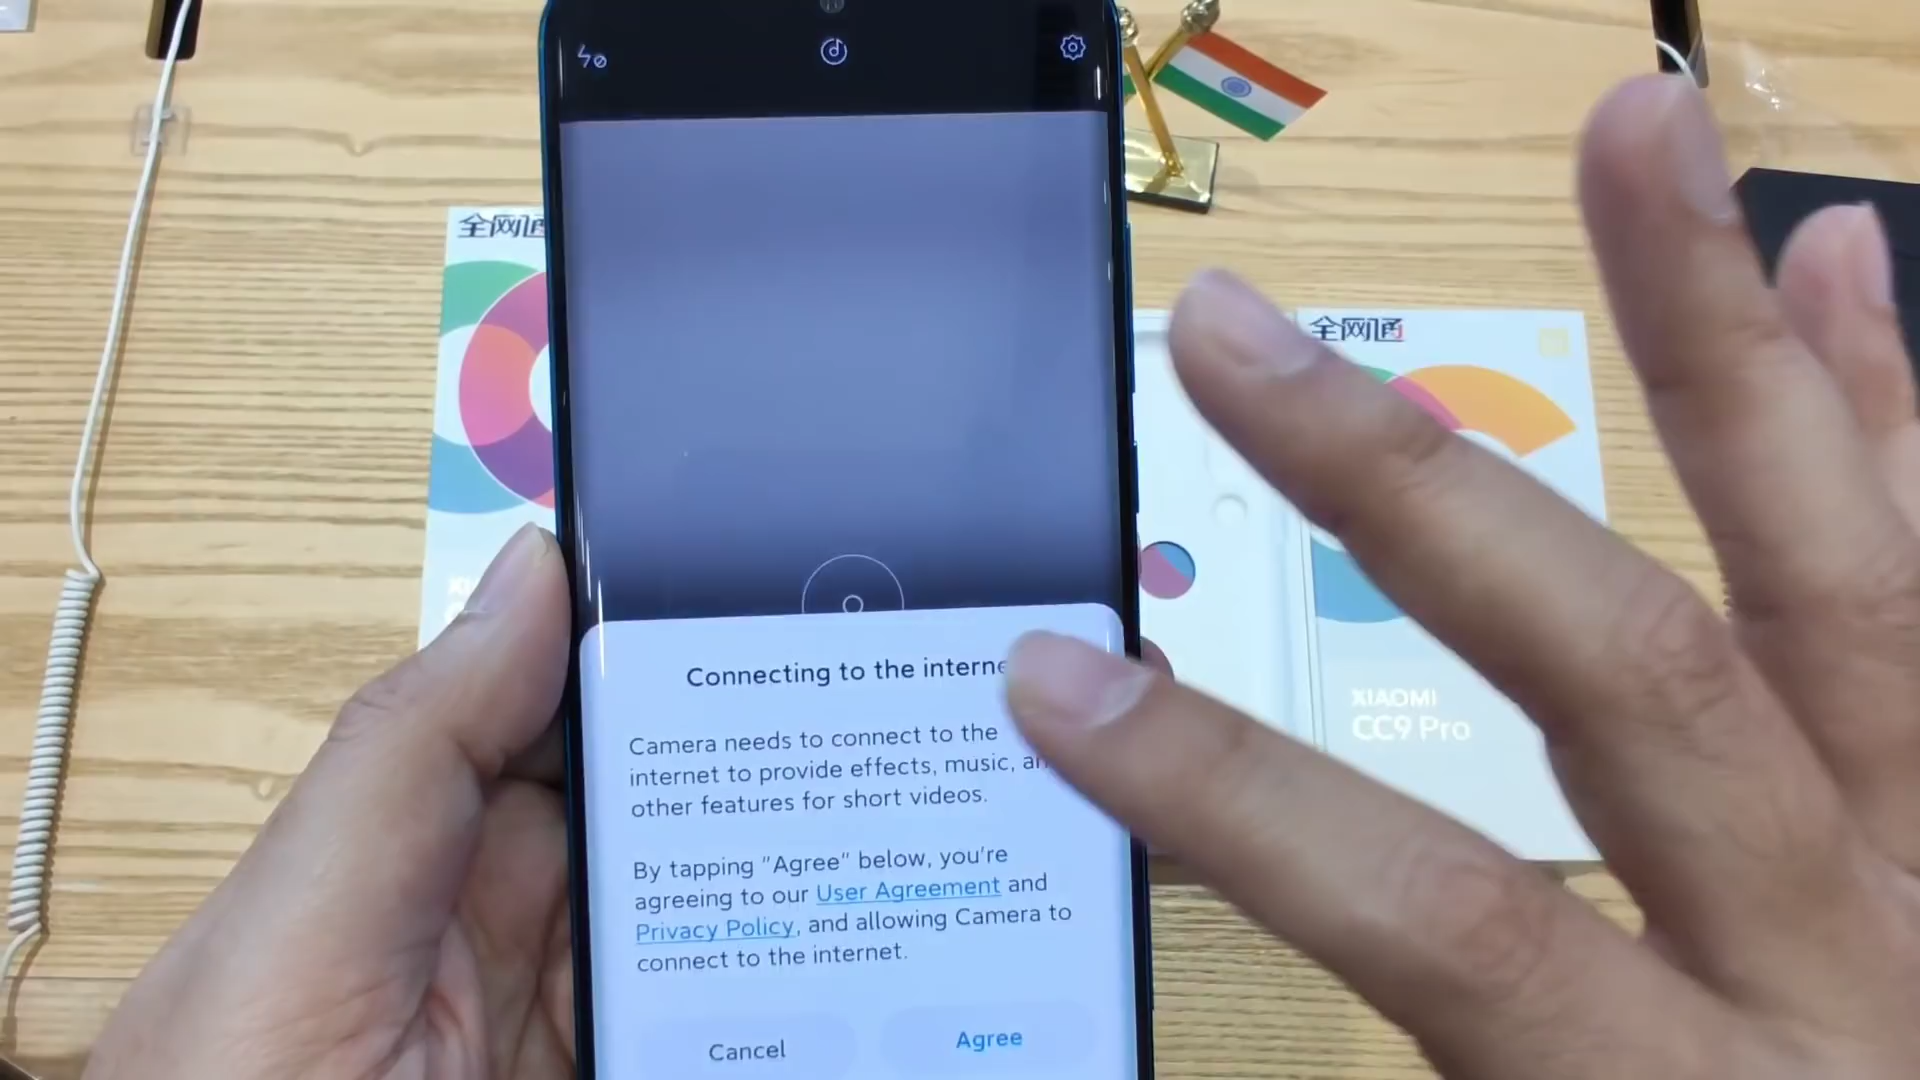 全网通
全网通
XIAOMI
CC9 Pro
Connecting to the interne
Camera needs to connect to the
internet to provide effects, music, an
other features for short videos.
By tapping "Agree" below, you're
agreeing to our User Agreement and
Privacy Policy, and allowing Camera to
connect to the internet.
Cancel
Agree